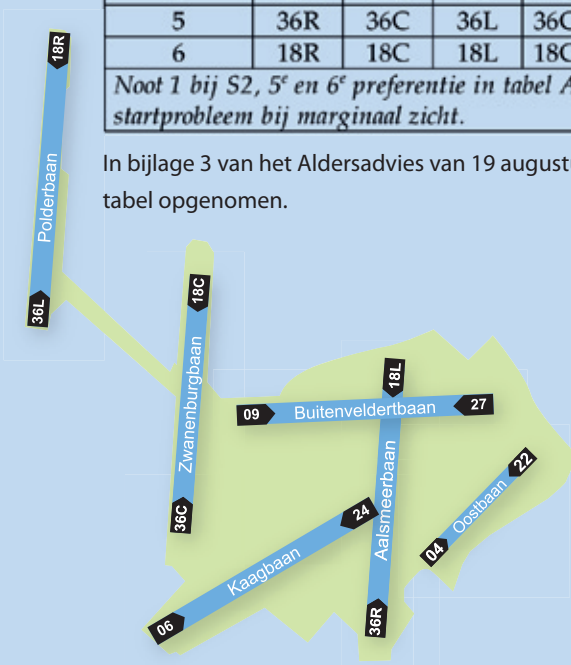 5 36R 36C 36L 36C
6 18R 18C 18L 18C
Noot 1 bij S2, 5e en 6e preferentie in tabel A
startprobleem bij marginaal zicht.
In bijlage 3 van het Aldersadvies van 19 august
tabel opgenomen.
18R
Polderbaan
36L
18C
Zwanenburgbaan
36C
18L
09 Buitenveldertbaan 27
Aalsmeerbaan
36R
24
Kaagbaan
06
22
Oostbaan
04